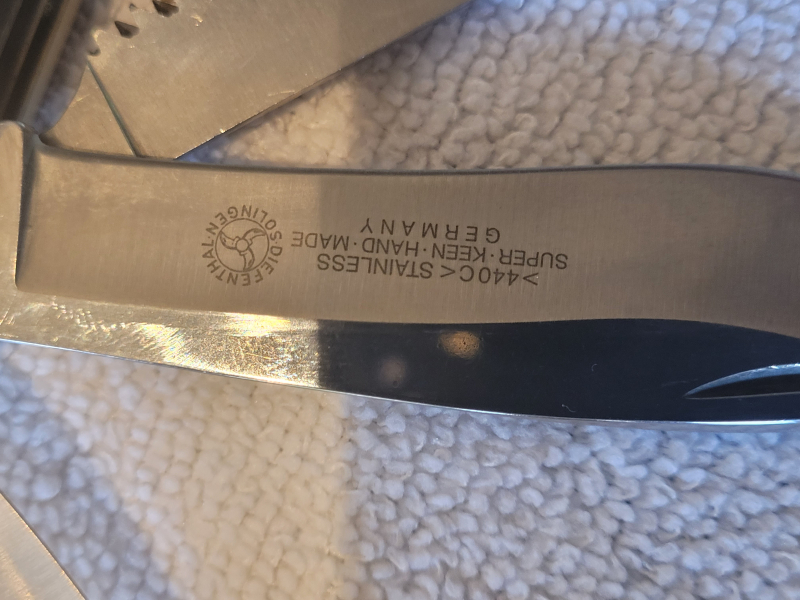 >440C< STAINLESS
SUPER·KEEN·HAND·MADE
GERMANY
·DIEFENTHAL·
SOLINGEN